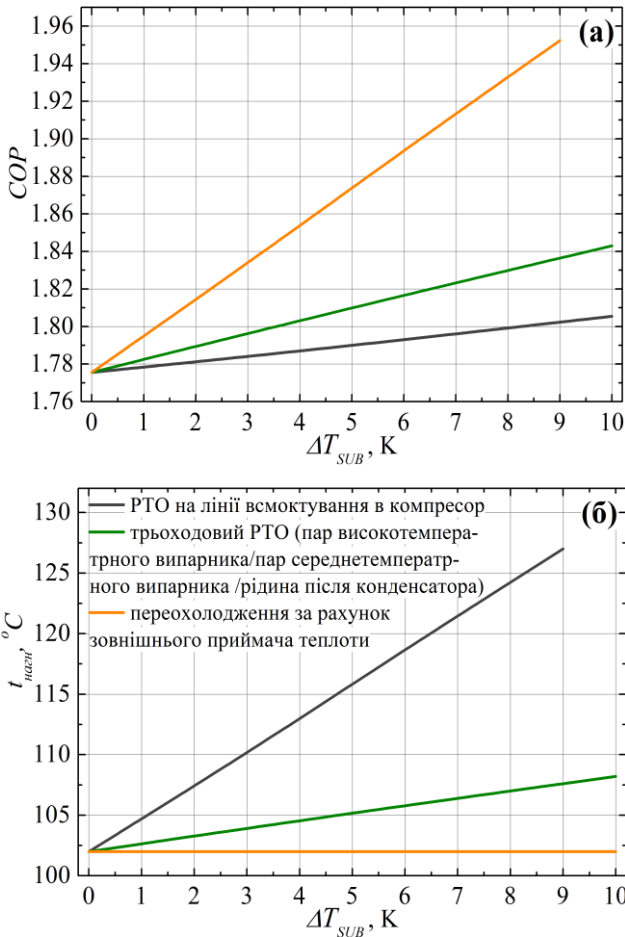 (а)
COP
1.96
1.94
1.92
1.90
1.88
1.86
1.84
1.82
1.80
1.78
1.76
0 1 2 3 4 5 6 7 8 9 10
ΔT_SUB, K
(б)
РТО на лінії всмоктування в компресор
трьоходовий РТО (пар високотемпера-
трного випарника/пар середнетемператр-
ного випарника /рідина після конденсатора)
переохолодження за рахунок
зовнішнього приймача теплоти
t_нагн, °C
130
125
120
115
110
105
100
0 1 2 3 4 5 6 7 8 9 10
ΔT_SUB, K